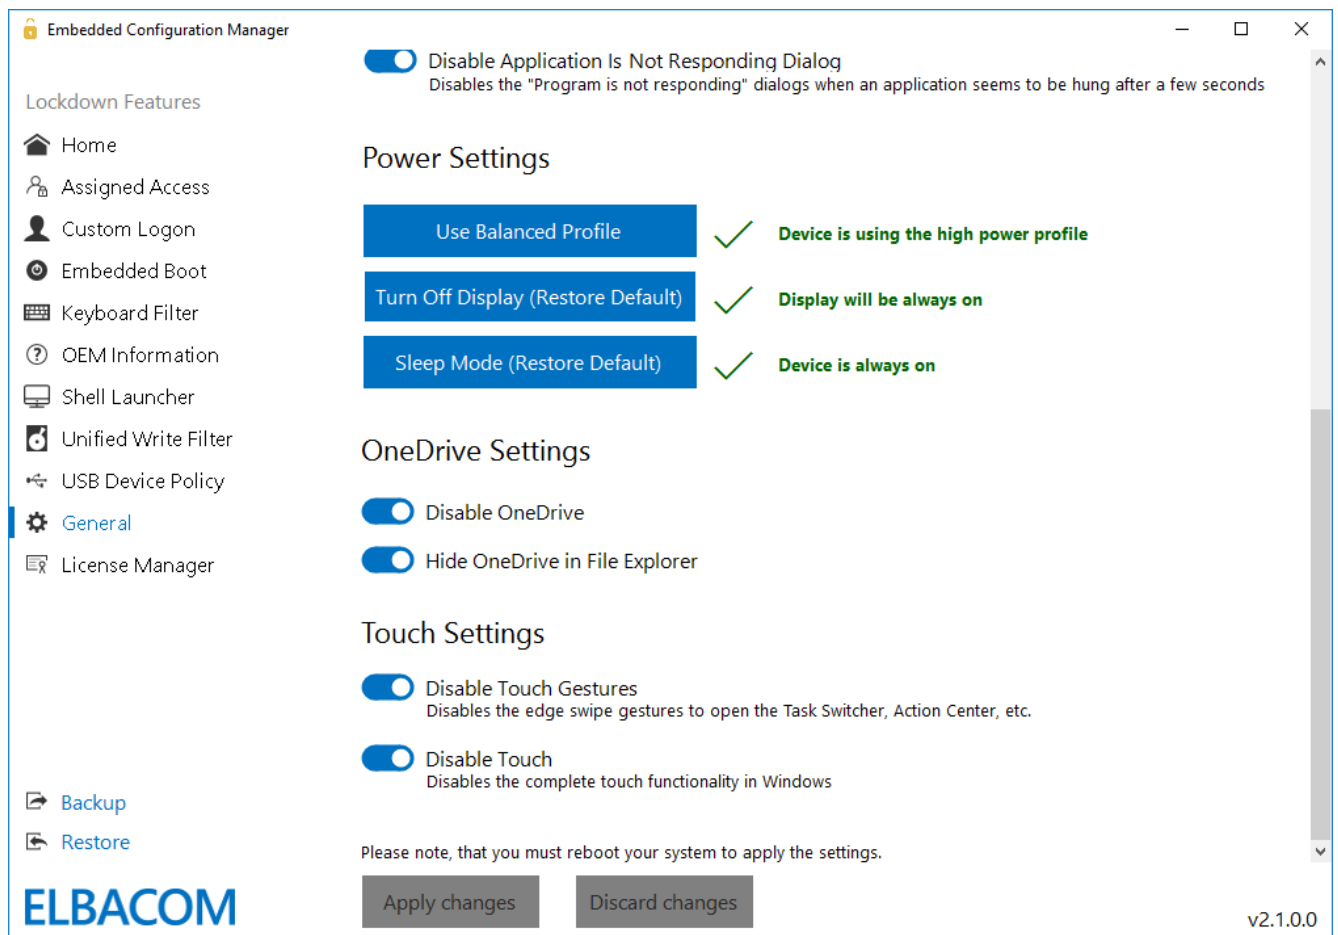 Embedded Configuration Manager
Lockdown Features
Home
Assigned Access
Custom Logon
Embedded Boot
Keyboard Filter
OEM Information
Shell Launcher
Unified Write Filter
USB Device Policy
General
License Manager
Backup
Restore
ELBACOM
Disable Application Is Not Responding Dialog
Disables the "Program is not responding" dialogs when an application seems to be hung after a few seconds
Power Settings
Use Balanced Profile
Device is using the high power profile
Turn Off Display (Restore Default)
Display will be always on
Sleep Mode (Restore Default)
Device is always on
OneDrive Settings
Disable OneDrive
Hide OneDrive in File Explorer
Touch Settings
Disable Touch Gestures
Disables the edge swipe gestures to open the Task Switcher, Action Center, etc.
Disable Touch
Disables the complete touch functionality in Windows
Please note, that you must reboot your system to apply the settings.
Apply changes
Discard changes
v2.1.0.0